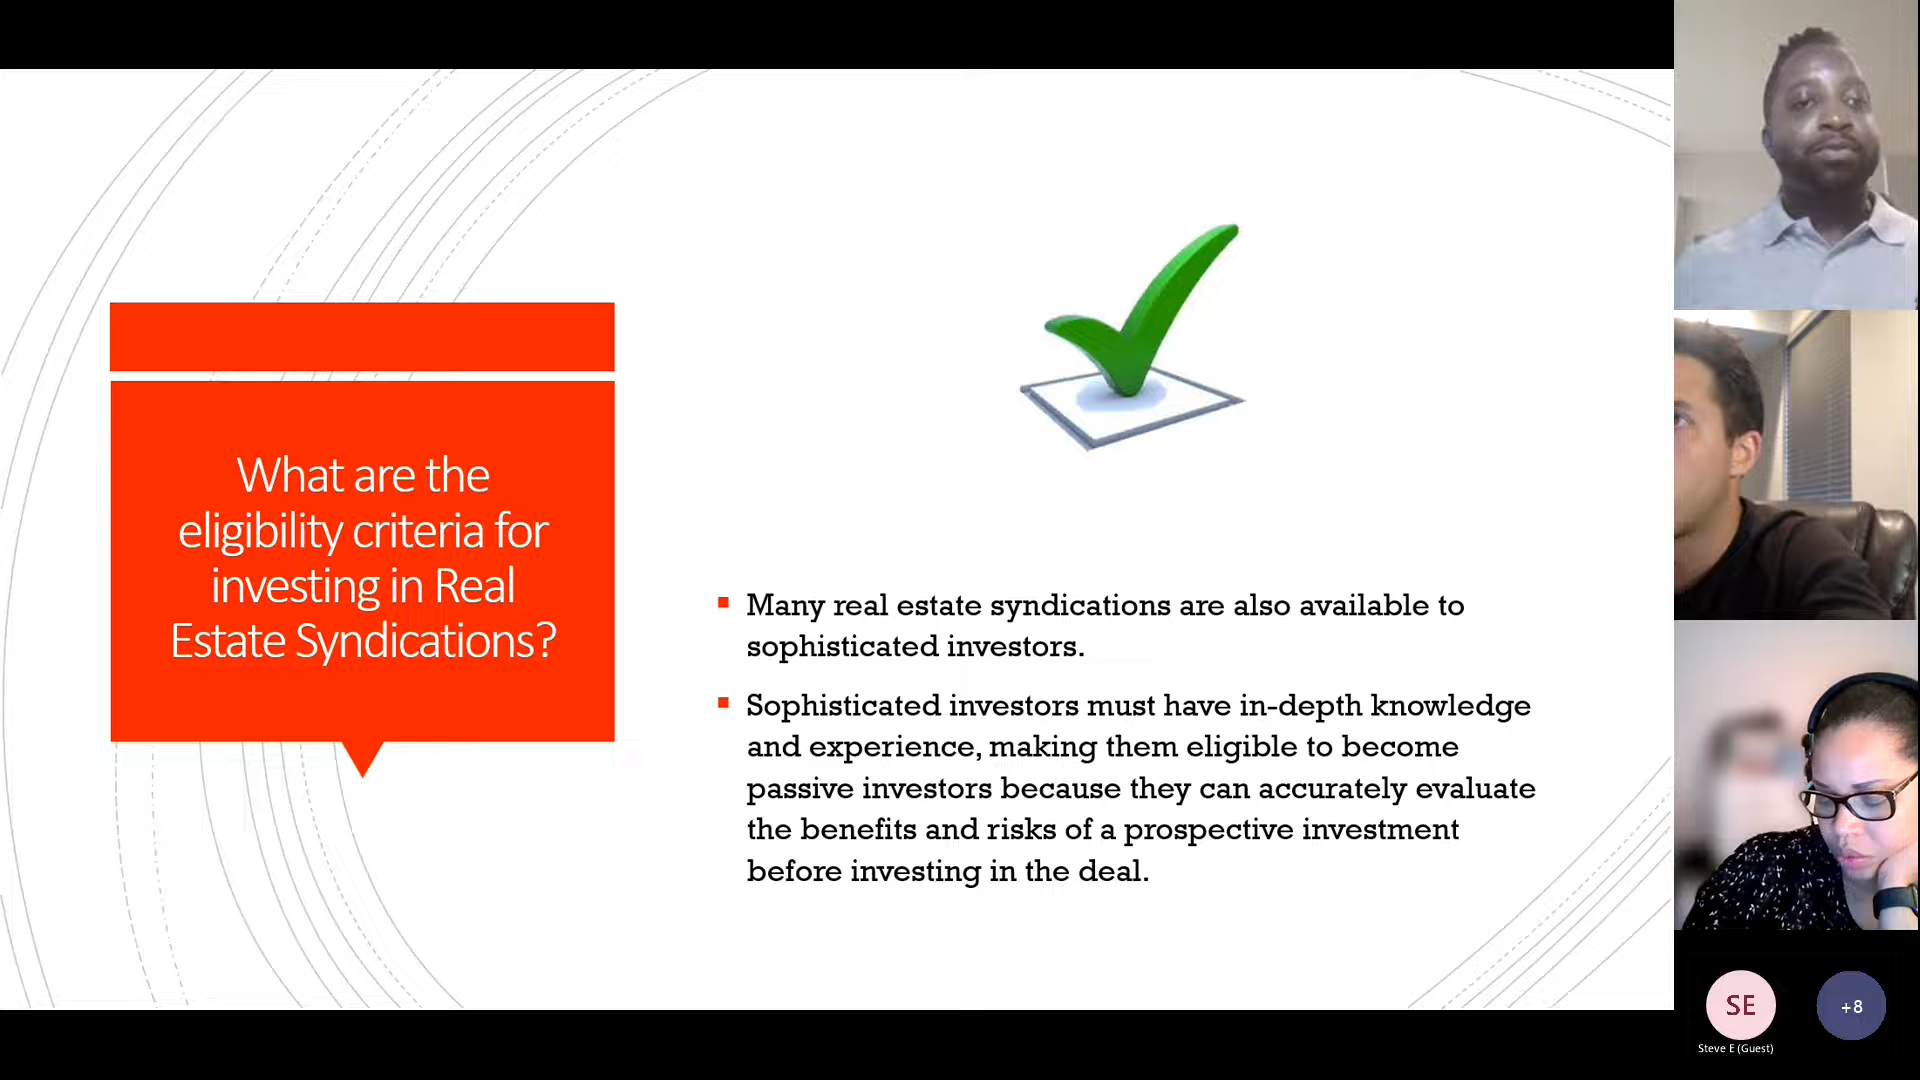 What are the
eligibility criteria for
investing in Real
Estate Syndications?
Many real estate syndications are also available to
sophisticated investors.
Sophisticated investors must have in-depth knowledge
and experience, making them eligible to become
passive investors because they can accurately evaluate
the benefits and risks of a prospective investment
before investing in the deal.
SE
+8
Steve E (Guest)